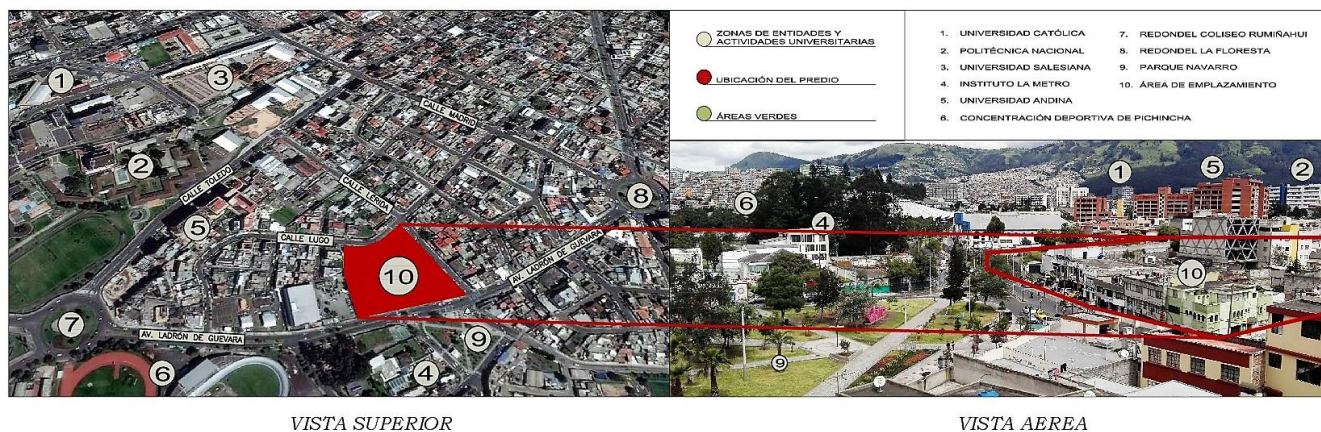 1
3
2
CALLE MADRID
CALLE TOLEDO
CALLE LÉRIDA
8
5
CALLE LUGO
10
AV. LADRÓN DE GUEVARA
7
AV. LADRÓN DE GUEVARA
9
6
4
ZONAS DE ENTIDADES Y
ACTIVIDADES UNIVERSITARIAS
UBICACIÓN DEL PREDIO
ÁREAS VERDES
1. UNIVERSIDAD CATÓLICA
2. POLITÉCNICA NACIONAL
3. UNIVERSIDAD SALESIANA
4. INSTITUTO LA METRO
5. UNIVERSIDAD ANDINA
6. CONCENTRACIÓN DEPORTIVA DE PICHINCHA
7. REDONDEL COLISEO RUMIÑAHUI
8. REDONDEL LA FLORESTA
9. PARQUE NAVARRO
10. ÁREA DE EMPLAZAMIENTO
1
5
2
6
4
10
9
VISTA SUPERIOR
VISTA AEREA